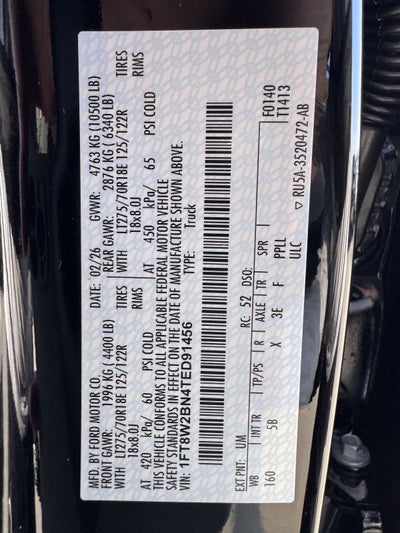 MFD. BY FORD MOTOR CO.
DATE: 02/26 GVWR: 4763 KG (10500 LB)
FRONT GAWR: 1996 KG ( 4400 LB) REAR GAWR: 2876 KG ( 6340 LB)
WITH LT275/70R18E 125/122R TIRES WITH LT275/70R18E 125/122R TIRES
18x8.0J RIMS 18x8.0J RIMS
AT 420 kPa/ 60 PSI COLD AT 450 kPa/ 65 PSI COLD
THIS VEHICLE CONFORMS TO ALL APPLICABLE FEDERAL MOTOR VEHICLE
SAFETY STANDARDS IN EFFECT ON THE DATE OF MANUFACTURE SHOWN ABOVE.
VIN: 1FT8W2BN4TED91456
TYPE: Truck
EXT PNT: UM RC: 52 DSO: F0140
WB INT TR TP/PS R AXLE TR SPR T1413
160 5B X 3E F PPLL
ULC ▽ RU5A-3520472-AB